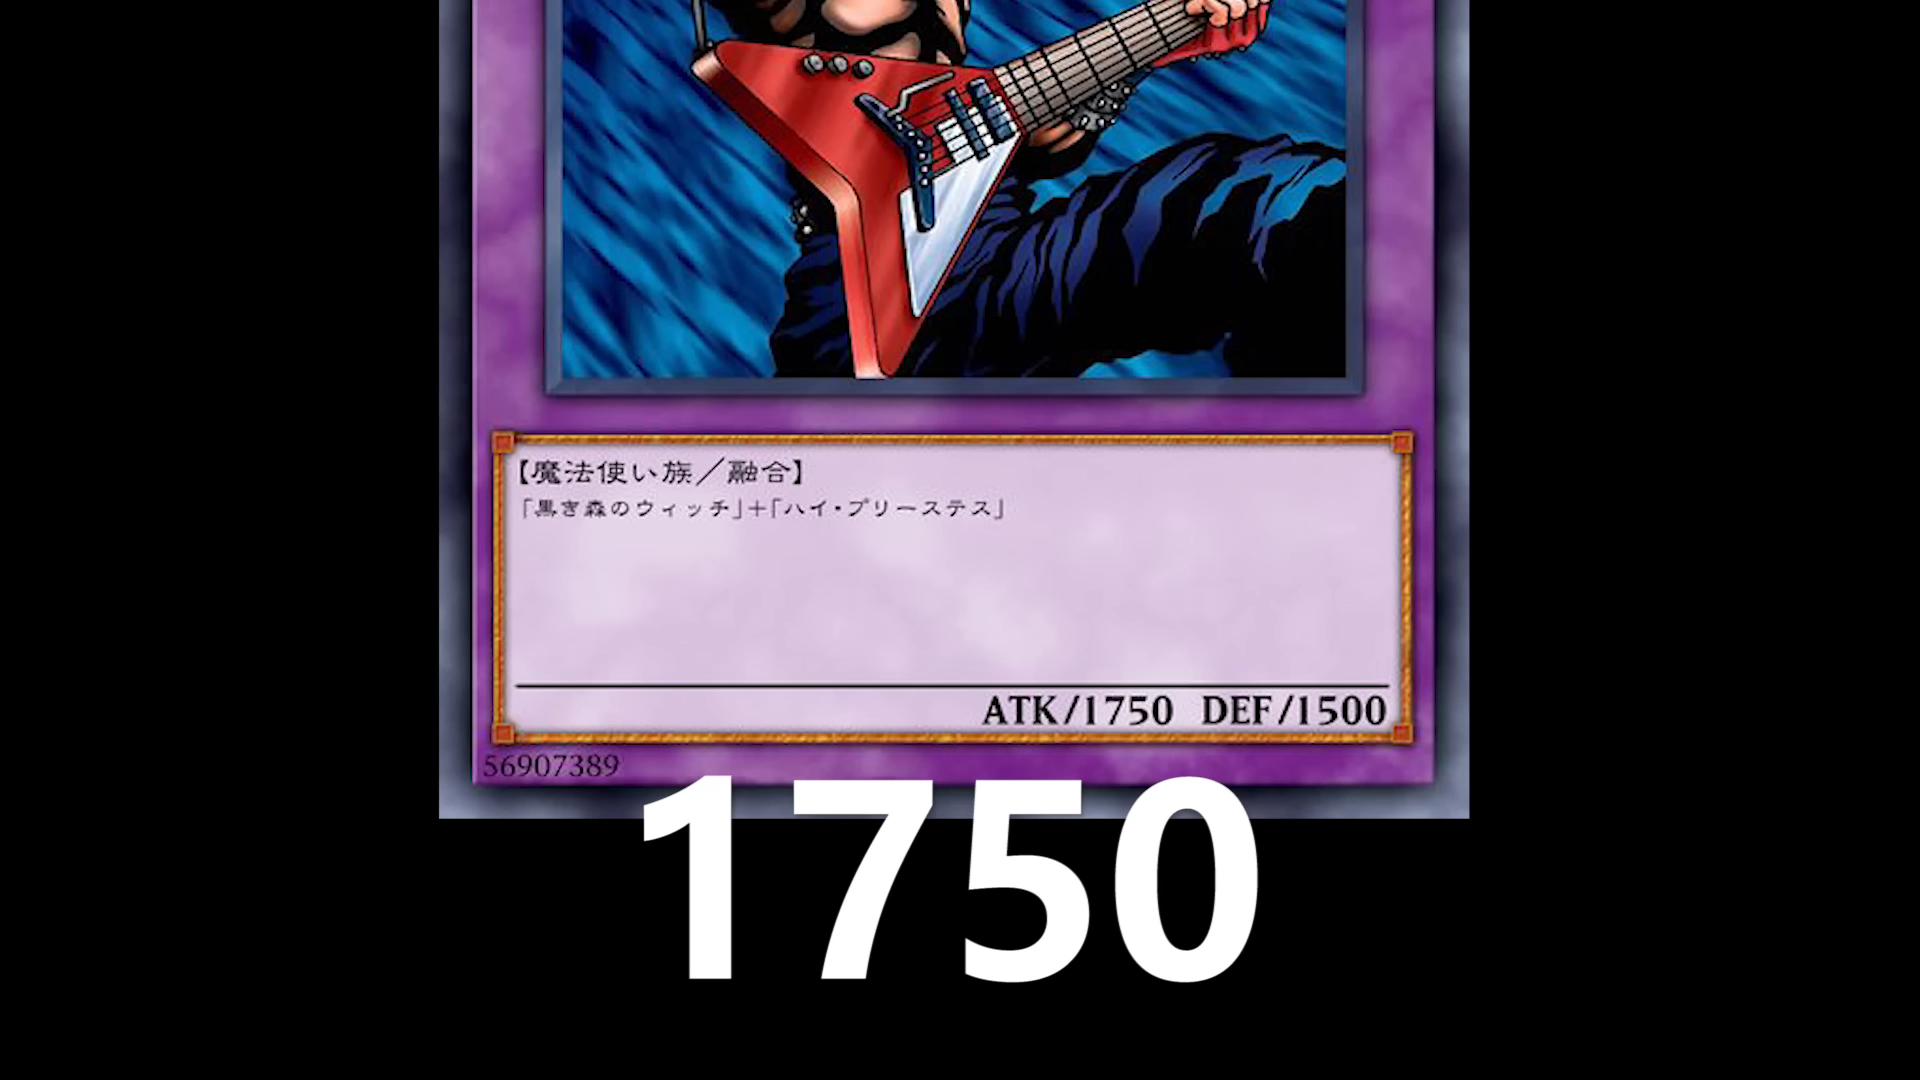 【魔法使い族／融合】
「黒き森のウィッチ」＋「ハイ・プリーステス」
ATK/1750 DEF/1500
56907389
1750